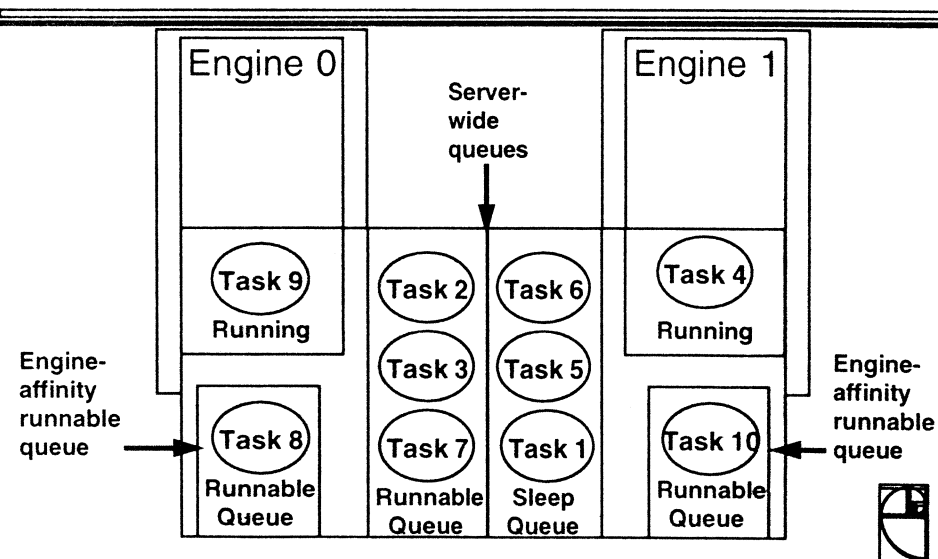 Engine 0
Engine 1
Server-
wide
queues
Task 9
Running
Task 2
Task 6
Task 4
Running
Task 3
Task 5
Engine-
affinity
runnable
queue
Engine-
affinity
runnable
queue
Task 8
Runnable
Queue
Task 7
Runnable
Queue
Task 1
Sleep
Queue
Task 10
Runnable
Queue